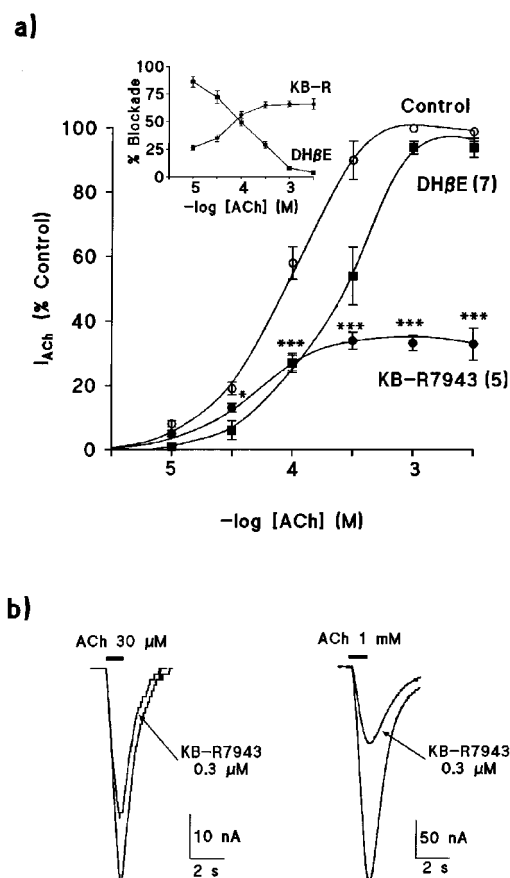 a)
100
75
50
25
0
% Blockade
KB-R
DHβE
5 4 3
-log [ACh] (M)
Control
DHβE (7)
KB-R7943 (5)
*
***
***
***
***
100
80
60
40
20
0
I ACh (% Control)
5 4 3
-log [ACh] (M)
b)
ACh 30 μM
KB-R7943
0.3 μM
10 nA
2 s
ACh 1 mM
KB-R7943
0.3 μM
50 nA
2 s